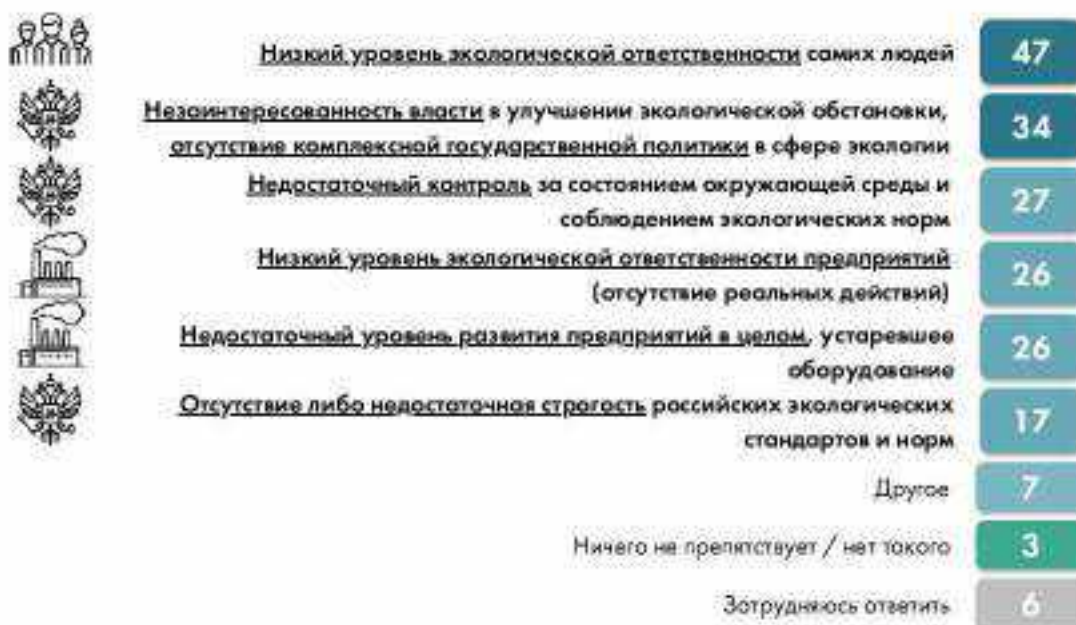 Низкий уровень экологической ответственности самих людей
47
Незаинтересованность власти в улучшении экологической обстановки,
отсутствие комплексной государственной политики в сфере экологии
34
Недостаточный контроль за состоянием окружающей среды и
соблюдением экологических норм
27
Низкий уровень экологической ответственности предприятий
(отсутствие реальных действий)
26
Недостаточный уровень развития предприятий в целом, устаревшее
оборудование
26
Отсутствие либо недостаточная строгость российских экологических
стандартов и норм
17
Другое
7
Ничего не препятствует / нет такого
3
Затрудняюсь ответить
6